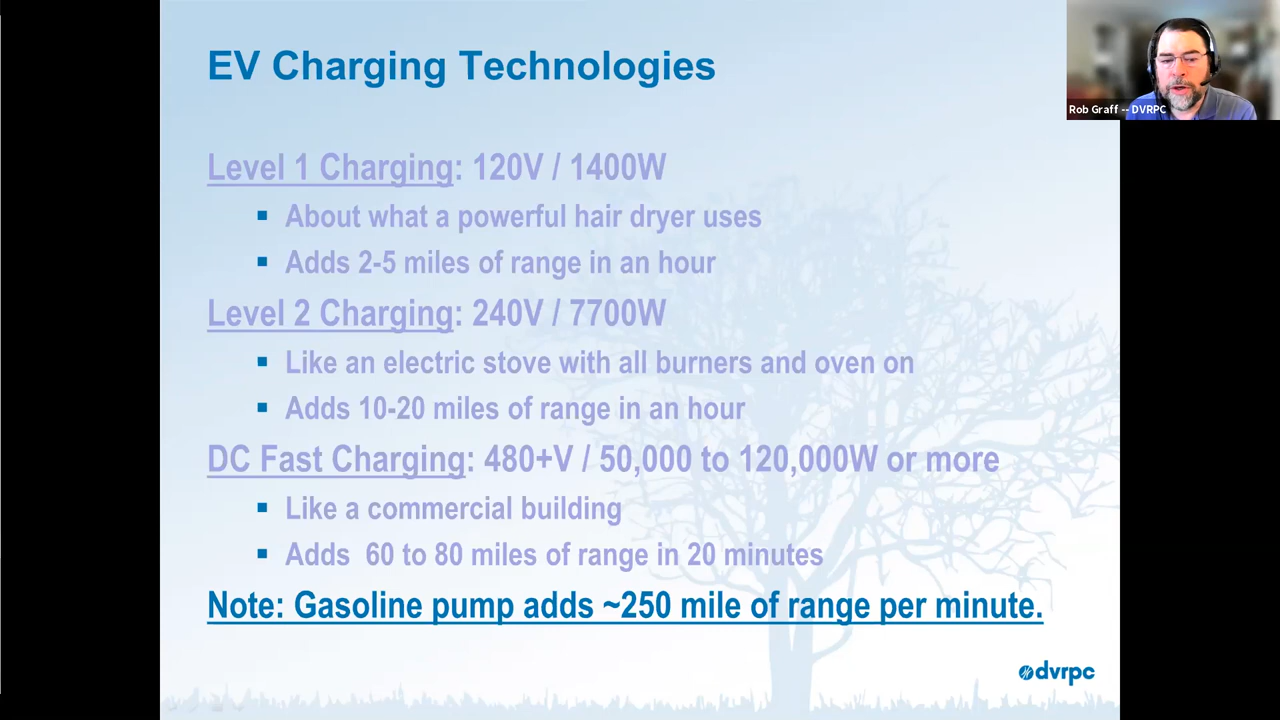 EV Charging Technologies
Rob Graff -- DVRPC
Level 1 Charging: 120V / 1400W
▪ About what a powerful hair dryer uses
▪ Adds 2-5 miles of range in an hour
Level 2 Charging: 240V / 7700W
▪ Like an electric stove with all burners and oven on
▪ Adds 10-20 miles of range in an hour
DC Fast Charging: 480+V / 50,000 to 120,000W or more
▪ Like a commercial building
▪ Adds  60 to 80 miles of range in 20 minutes
Note: Gasoline pump adds ~250 mile of range per minute.
dvrpc